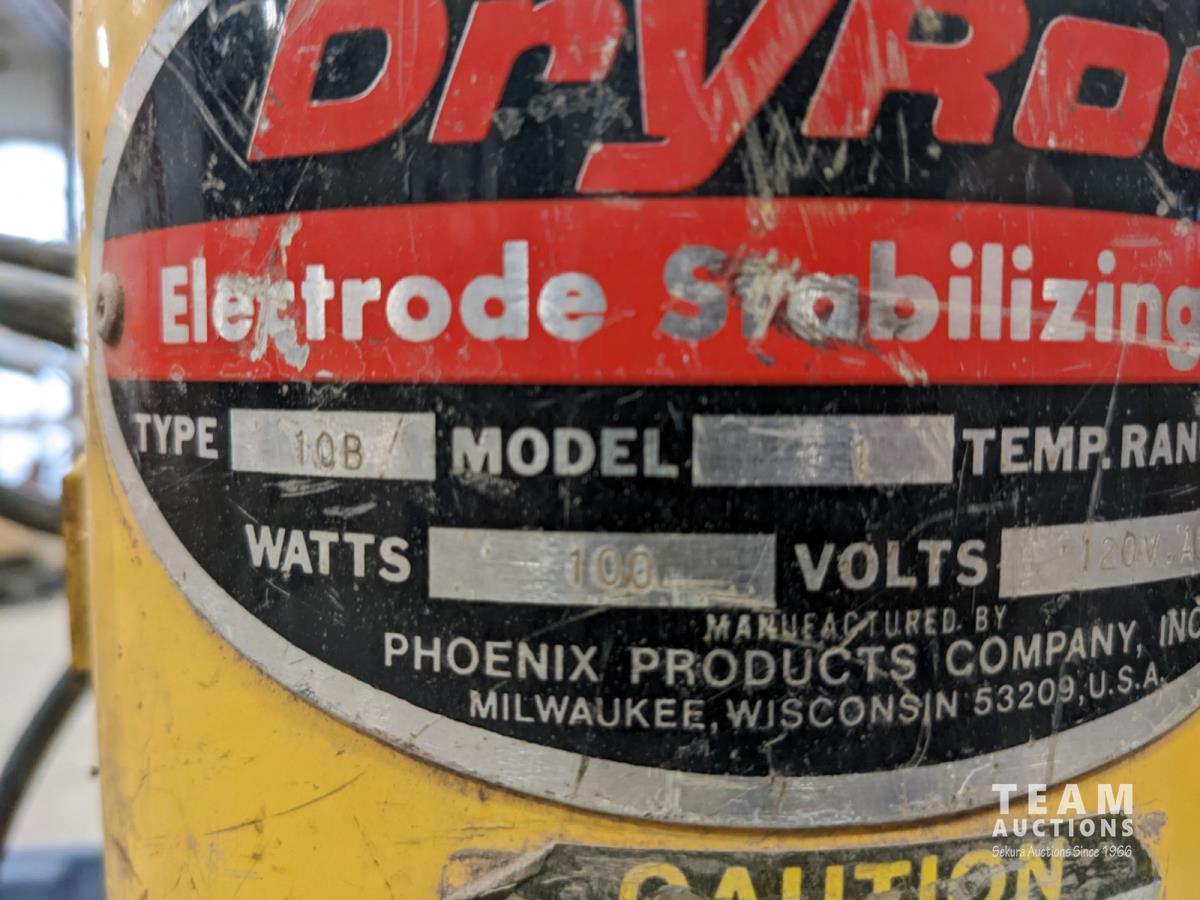 DryRo
Electrode Stabilizing
TYPE 10B MODEL 1 TEMP. RAN
WATTS 100 VOLTS 120V. A
MANUFACTURED BY
PHOENIX PRODUCTS COMPANY, INC
MILWAUKEE, WISCONSIN 53209, U.S.A.
CAUTION
TEAM
AUCTIONS
Sekura Auctions Since 1966